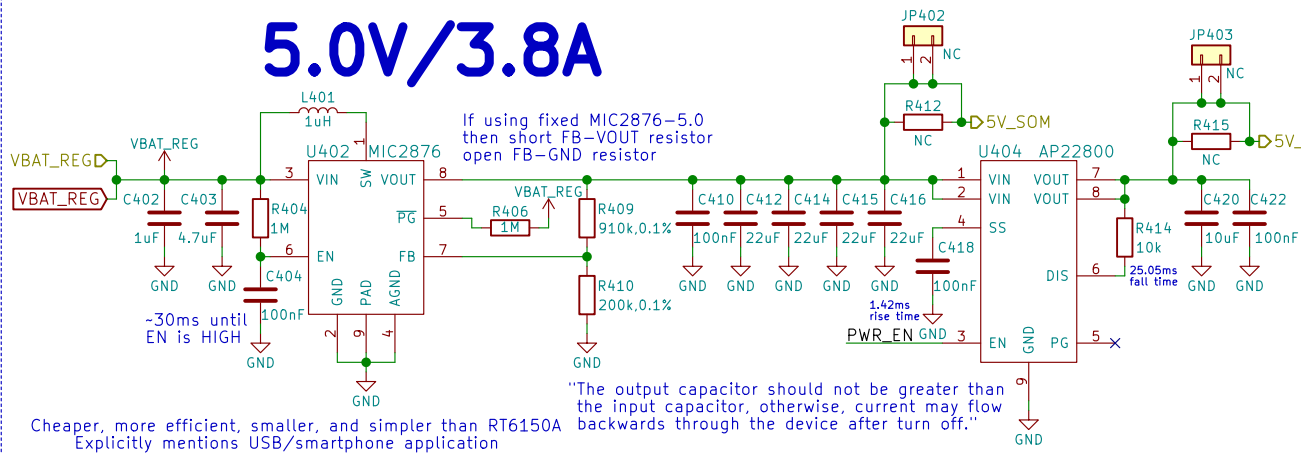 5.0V/3.8A
JP402
1 2
NC
R412
NC
5V_SOM
JP403
1 2
NC
R415
NC
5V_
L401
1uH
If using fixed MIC2876-5.0
then short FB-VOUT resistor
open FB-GND resistor
VBAT_REG
VBAT_REG
VBAT_REG
C402
1uF
GND
C403
4.7uF
GND
R404
1M
C404
100nF
GND
~30ms until
EN is HIGH
U402 MIC2876
1
SW
3 VIN
VOUT 8
PG 5
6 EN
FB 7
GND PAD AGND
2 9 4
GND
R406
1M
VBAT_REG
R409
910k,0.1%
R410
200k,0.1%
GND
C410
100nF
GND
C412
22uF
GND
C414
22uF
GND
C415
22uF
GND
C416
22uF
GND
C418
100nF
GND
1.42ms
rise time
PWR_EN
U404 AP22800
1 VIN VOUT 7
2 VIN VOUT 8
4 SS
DIS 6
3 EN GND PG 5
9
GND
R414
10k
25.05ms
fall time
C420
10uF
GND
C422
100nF
GND
"The output capacitor should not be greater than
the input capacitor, otherwise, current may flow
backwards through the device after turn off."
Cheaper, more efficient, smaller, and simpler than RT6150A
Explicitly mentions USB/smartphone application